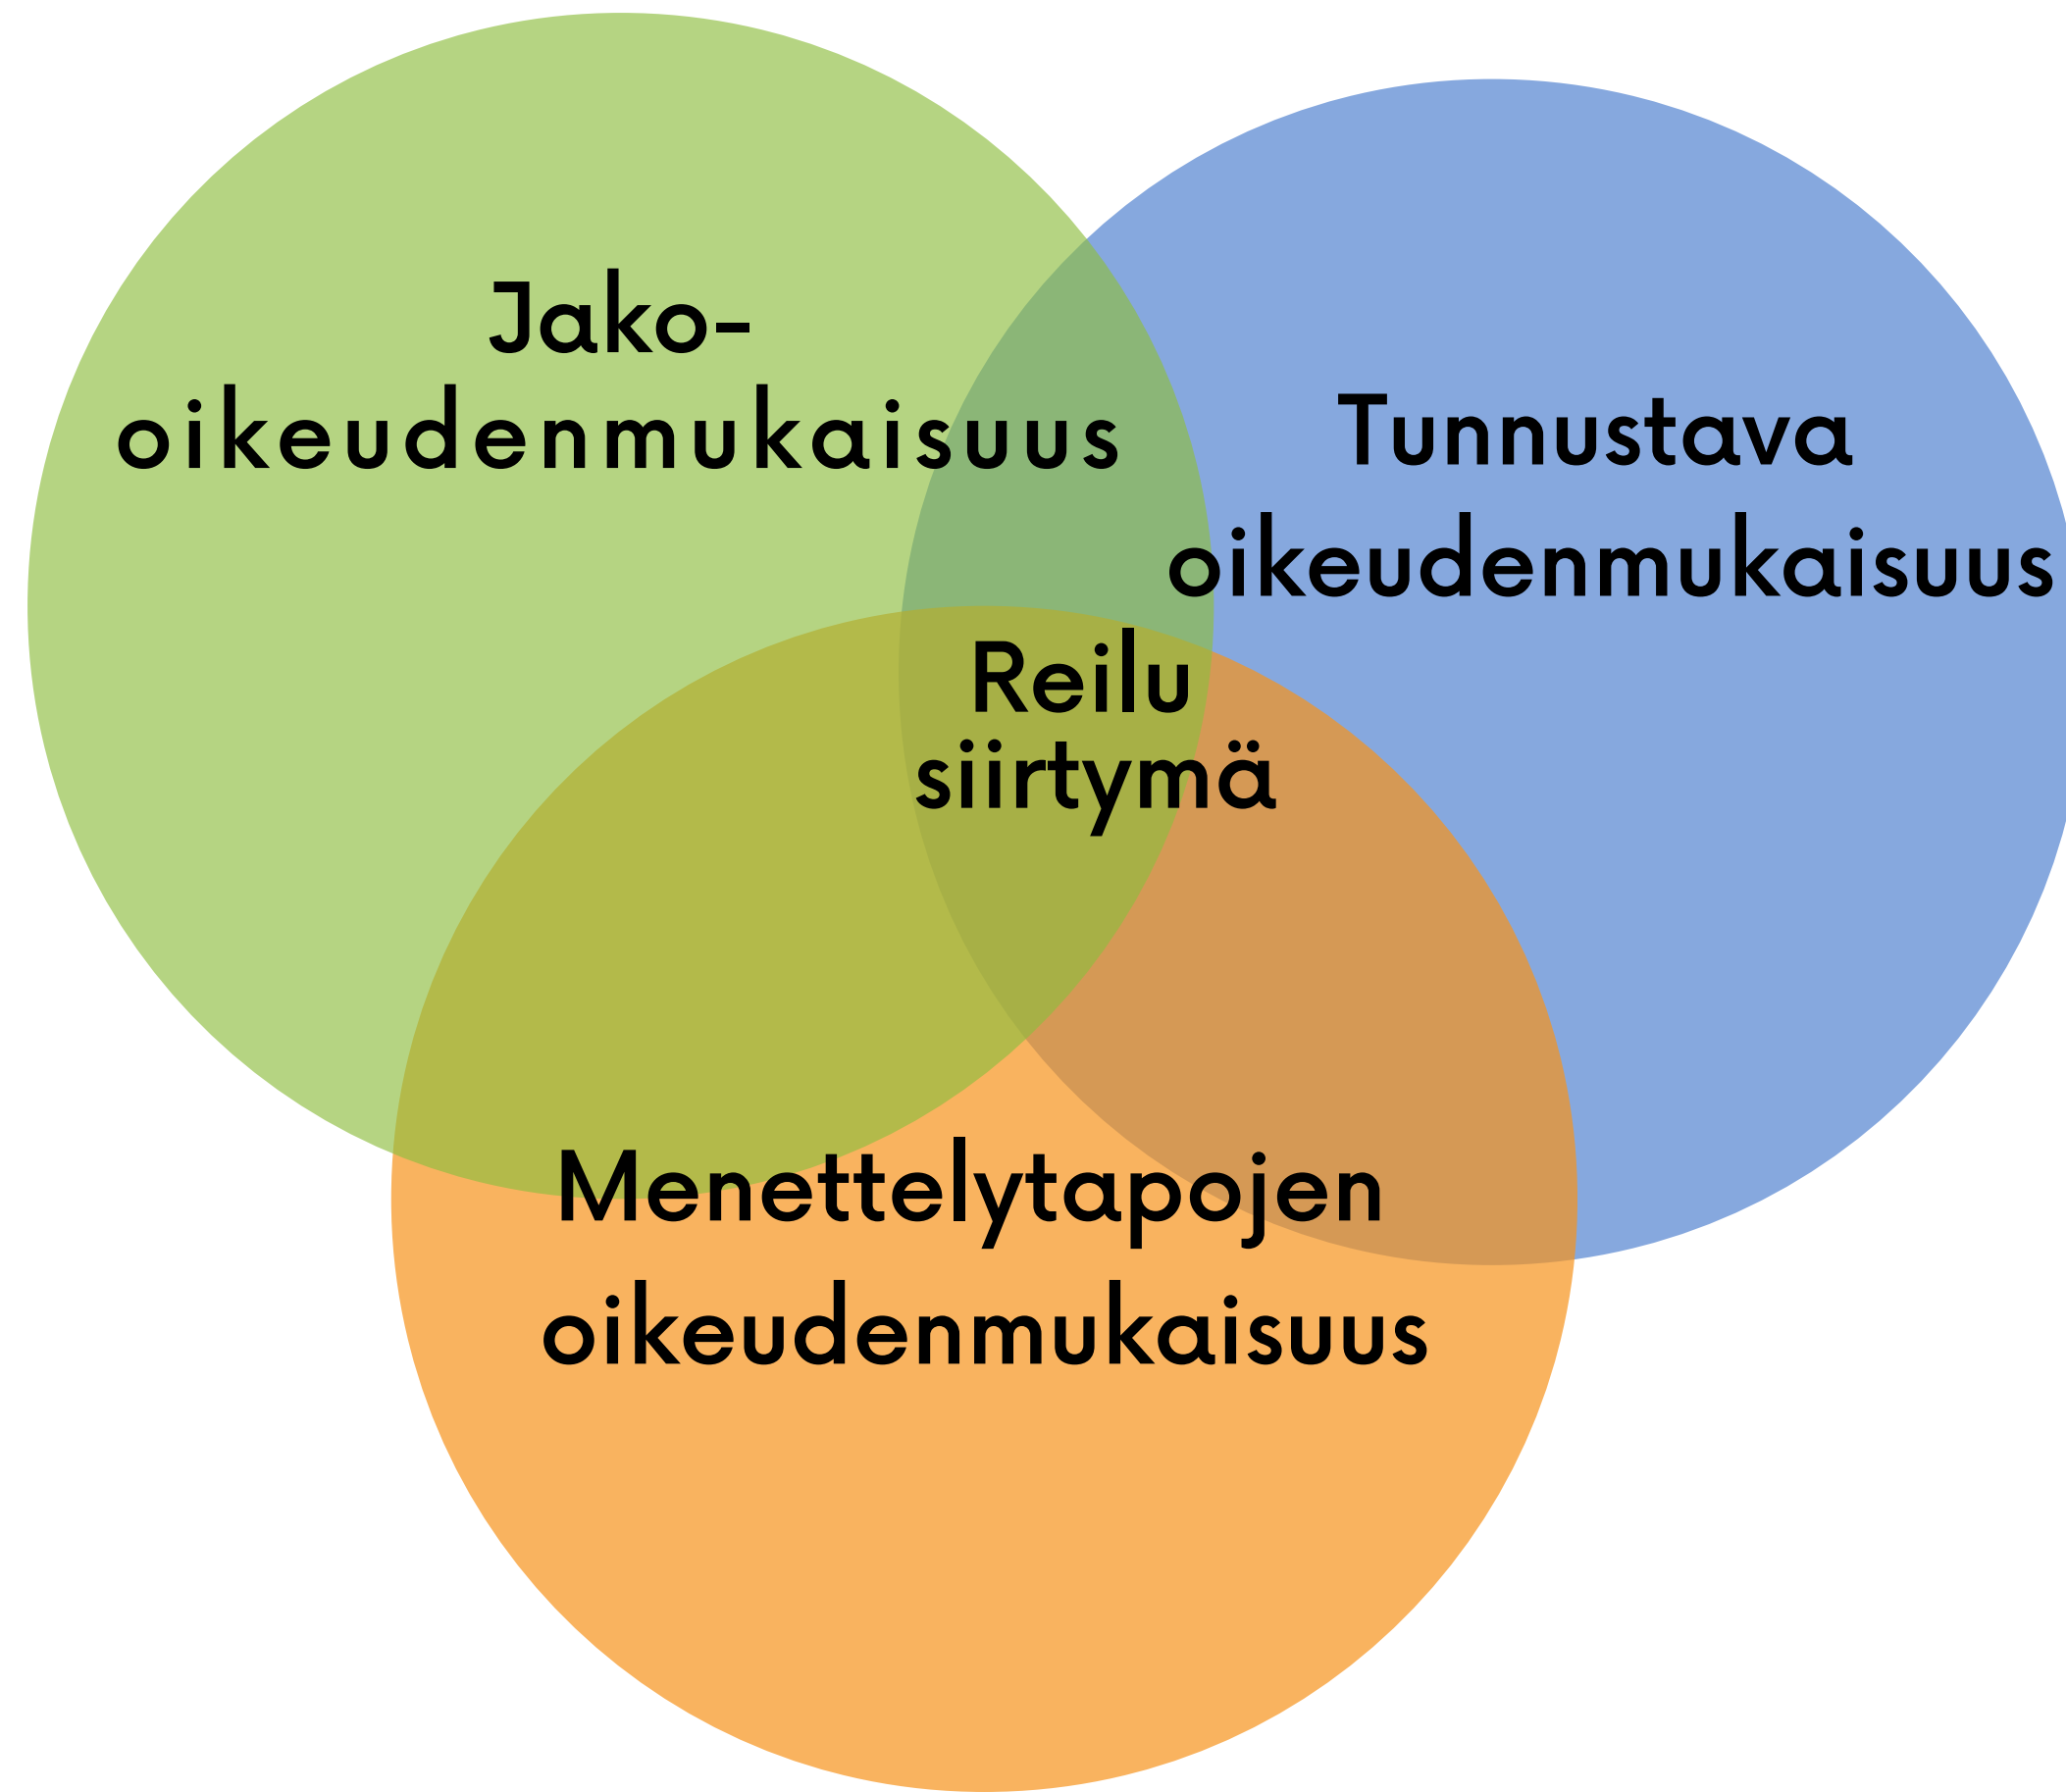 Jako-
oikeudenmukaisuus
Tunnustava
oikeudenmukaisuus
Reilu
siirtymä
Menettelytapojen
oikeudenmukaisuus